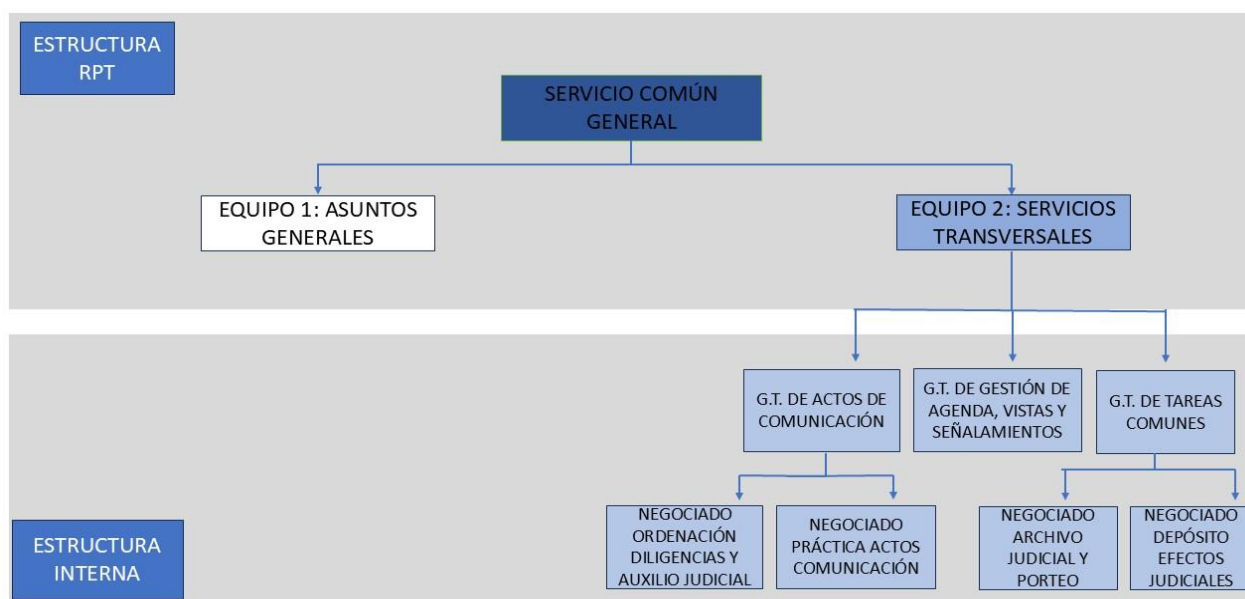 ESTRUCTURA
RPT
SERVICIO COMÚN
GENERAL
EQUIPO 1: ASUNTOS
GENERALES
EQUIPO 2: SERVICIOS
TRANSVERSALES
G.T. DE ACTOS DE
COMUNICACIÓN
G.T. DE GESTIÓN DE
AGENDA, VISTAS Y
SEÑALAMIENTOS
G.T. DE TAREAS
COMUNES
NEGOCIADO
ORDENACIÓN
DILIGENCIAS Y
AUXILIO JUDICIAL
NEGOCIADO
PRÁCTICA ACTOS
COMUNICACIÓN
NEGOCIADO
ARCHIVO
JUDICIAL Y
PORTEO
NEGOCIADO
DEPÓSITO
EFECTOS
JUDICIALES
ESTRUCTURA
INTERNA